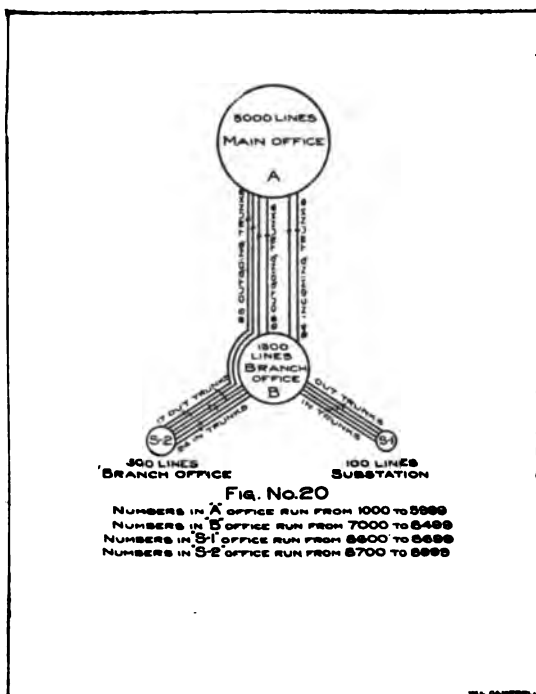 5000 LINES
MAIN OFFICE
A
OUTGOING TRUNKS
OUTGOING TRUNKS
INCOMING TRUNKS
1500
LINES
BRANCH
OFFICE
B
17 OUT TRUNKS
24 IN TRUNKS
OUT TRUNKS
IN TRUNKS
S-2
S-1
300 LINES
BRANCH OFFICE
100 LINES
SUBSTATION
FIG. No.20
NUMBERS IN "A" OFFICE RUN FROM 1000 TO 5999
NUMBERS IN "B" OFFICE RUN FROM 7000 TO 8499
NUMBERS IN "S-1" OFFICE RUN FROM 8600 TO 8699
NUMBERS IN "S-2" OFFICE RUN FROM 8700 TO 8999